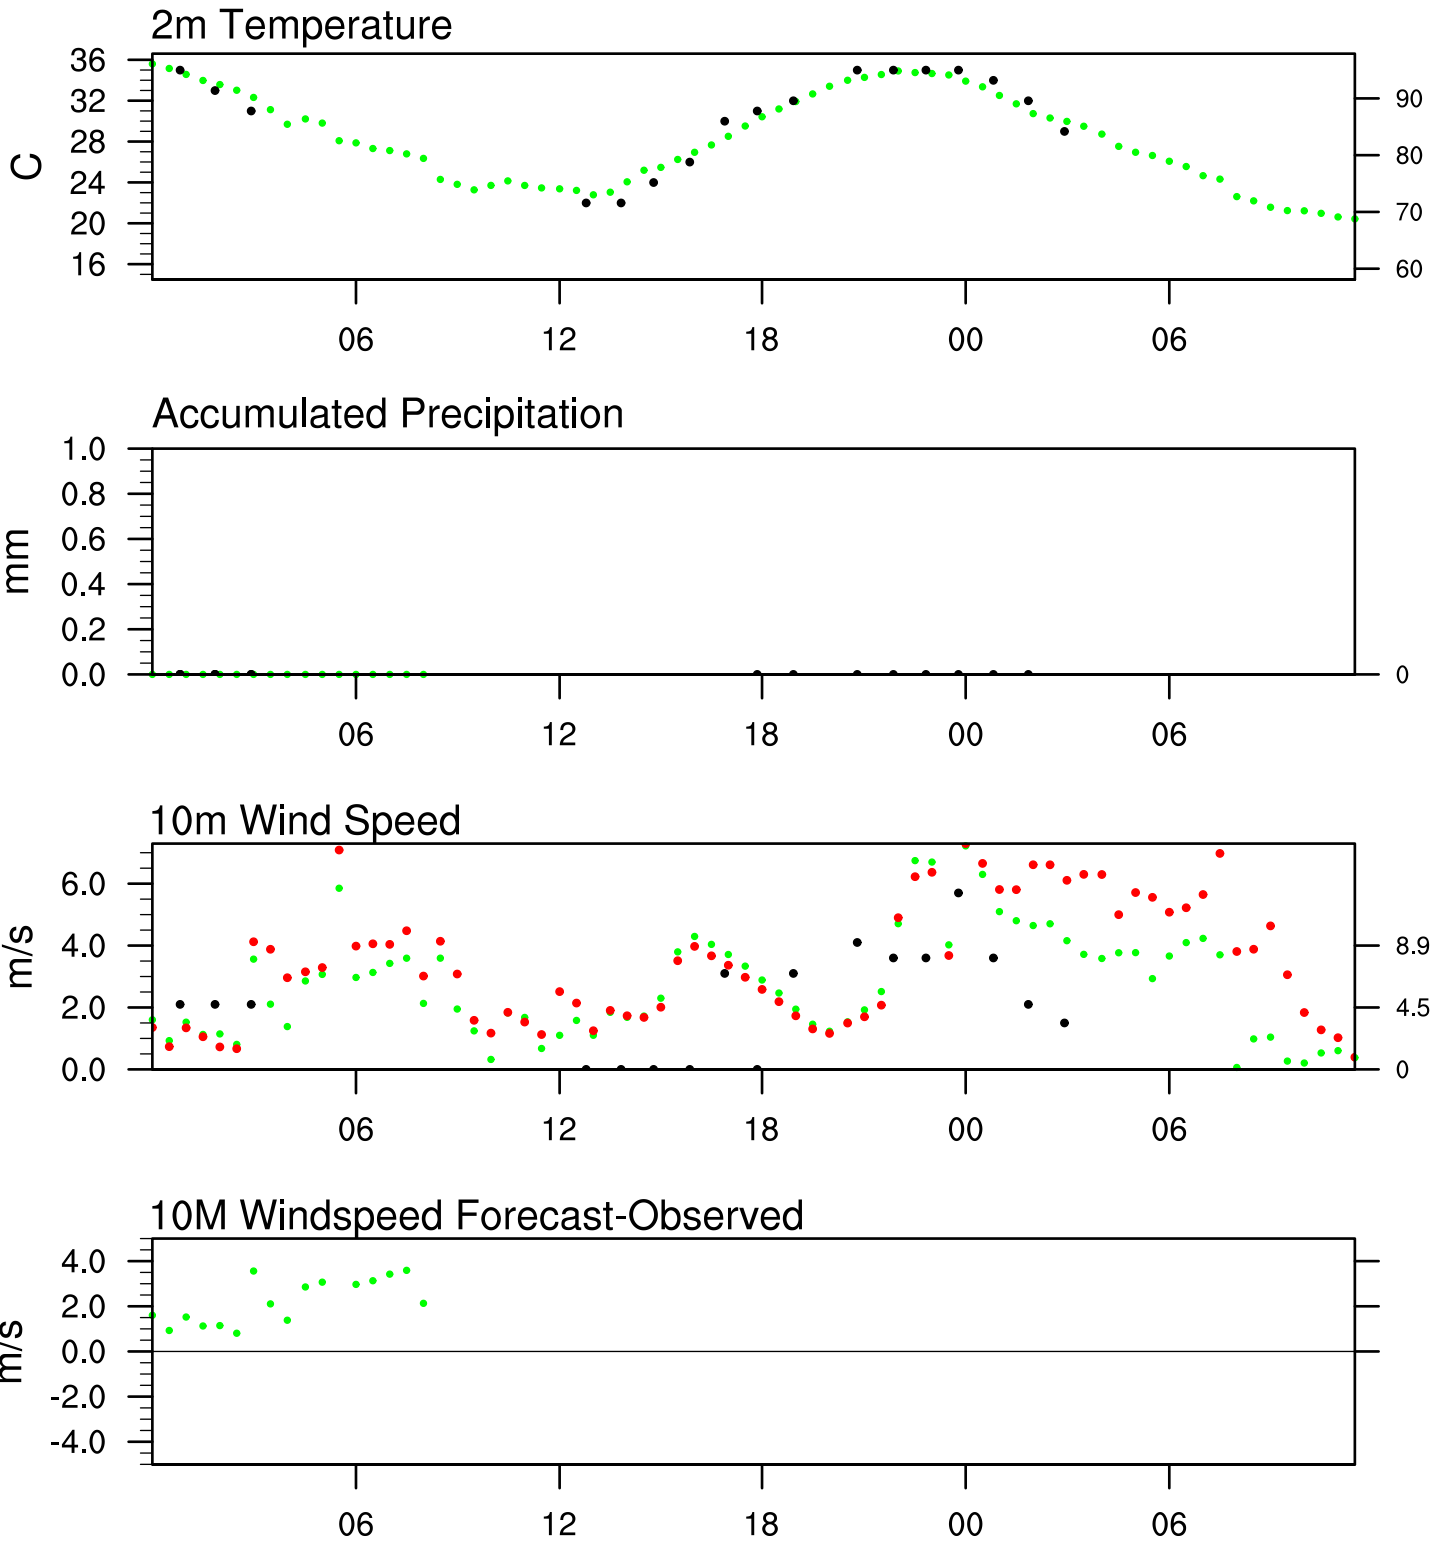 2m Temperature
36
32
28
24
20
16
C
90
80
70
60
06 12 18 00 06
Accumulated Precipitation
1.0
0.8
0.6
0.4
0.2
0.0
mm
0
06 12 18 00 06
10m Wind Speed
6.0
4.0
2.0
0.0
m/s
8.9
4.5
0
06 12 18 00 06
10M Windspeed Forecast-Observed
4.0
2.0
0.0
-2.0
-4.0
m/s
06 12 18 00 06